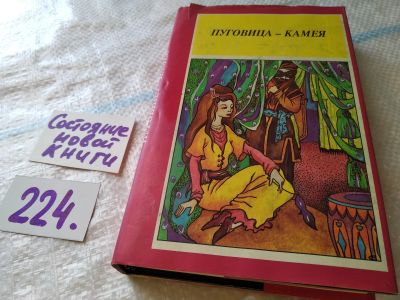 ПУГОВИЦА – КАМЕЯ
Состояние
новой
книги
224.